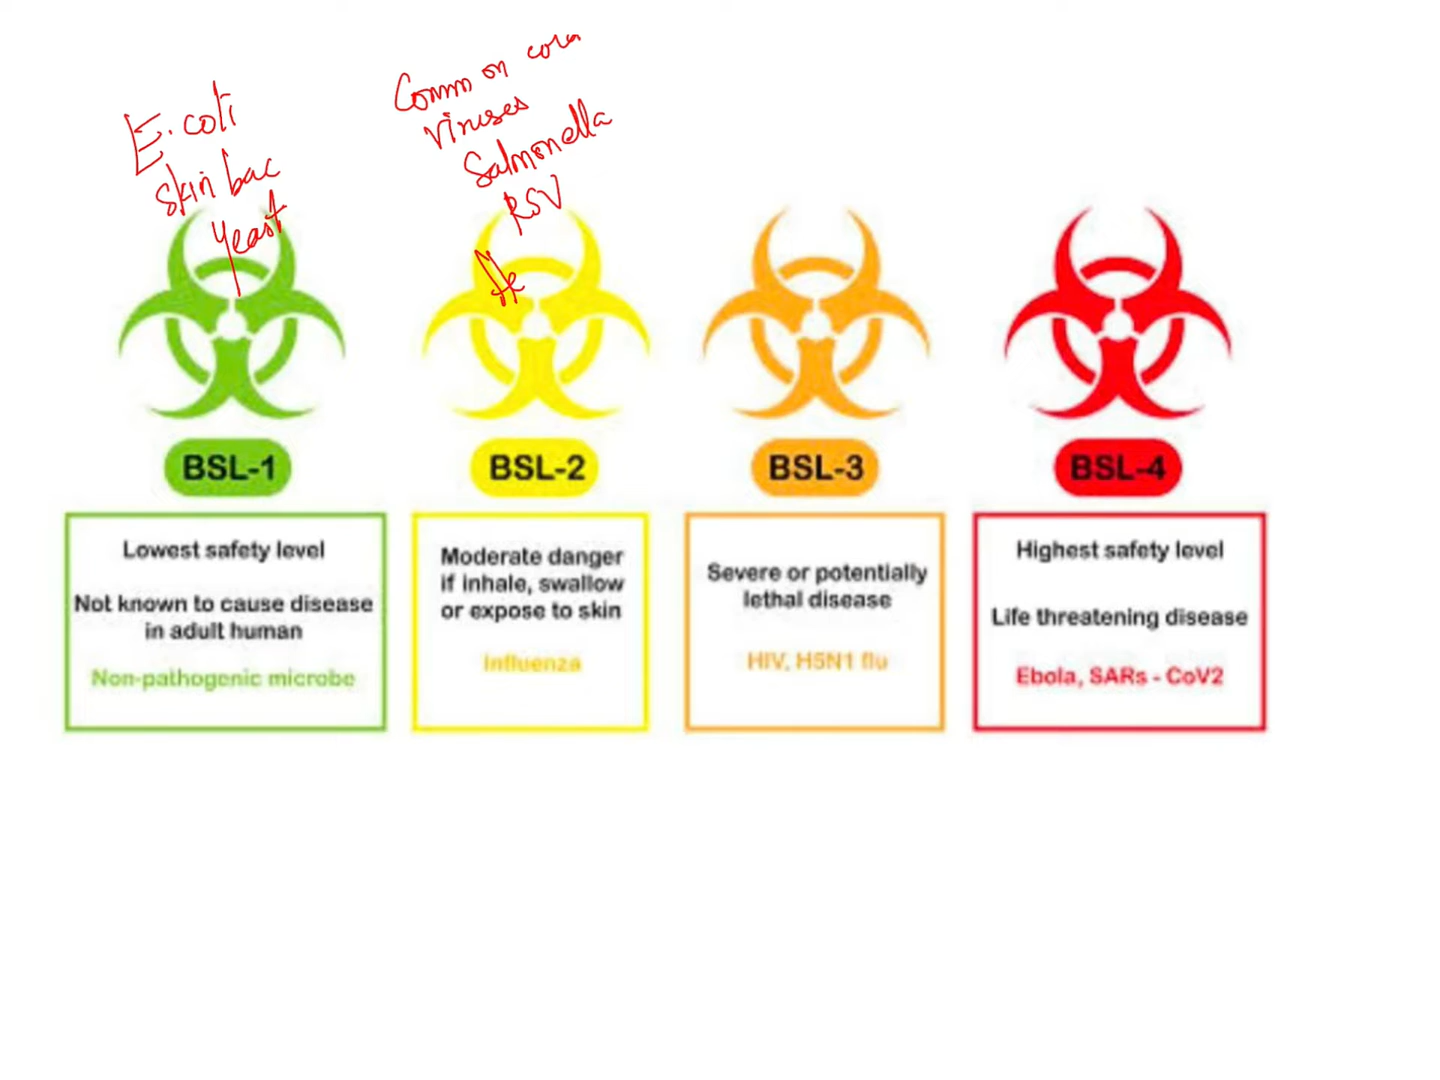 E.coli
skin bac
yeast
Common
viruses
Salmonella
RSV
BSL-1
BSL-2
BSL-3
BSL-4
Lowest safety level
Not known to cause disease
in adult human
Non-pathogenic microbe
Moderate danger
if inhale, swallow
or expose to skin
Influenza
Severe or potentially
lethal disease
HIV, H5N1 flu
Highest safety level
Life threatening disease
Ebola, SARs - CoV2